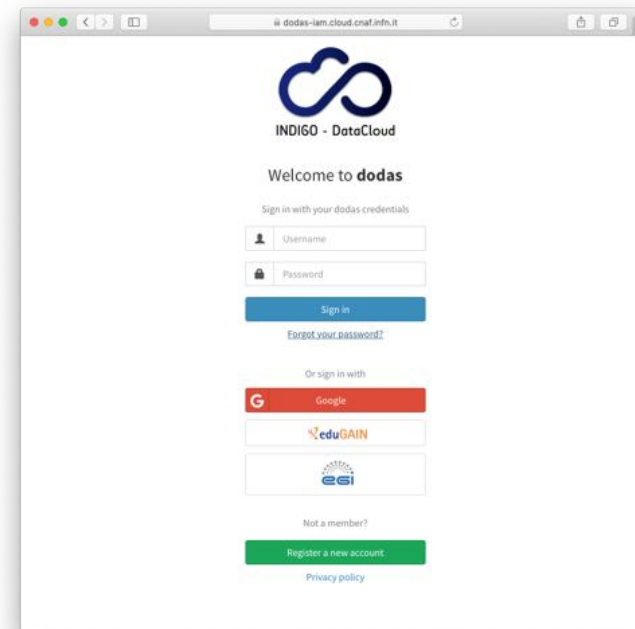 dodas-iam.cloud.cnaf.infn.it
INDIGO - DataCloud
Welcome to dodas
Sign in with your dodas credentials
Username
Password
Sign in
Forgot your password?
Or sign in with
G Google
eduGAIN
egi
Not a member?
Register a new account
Privacy policy